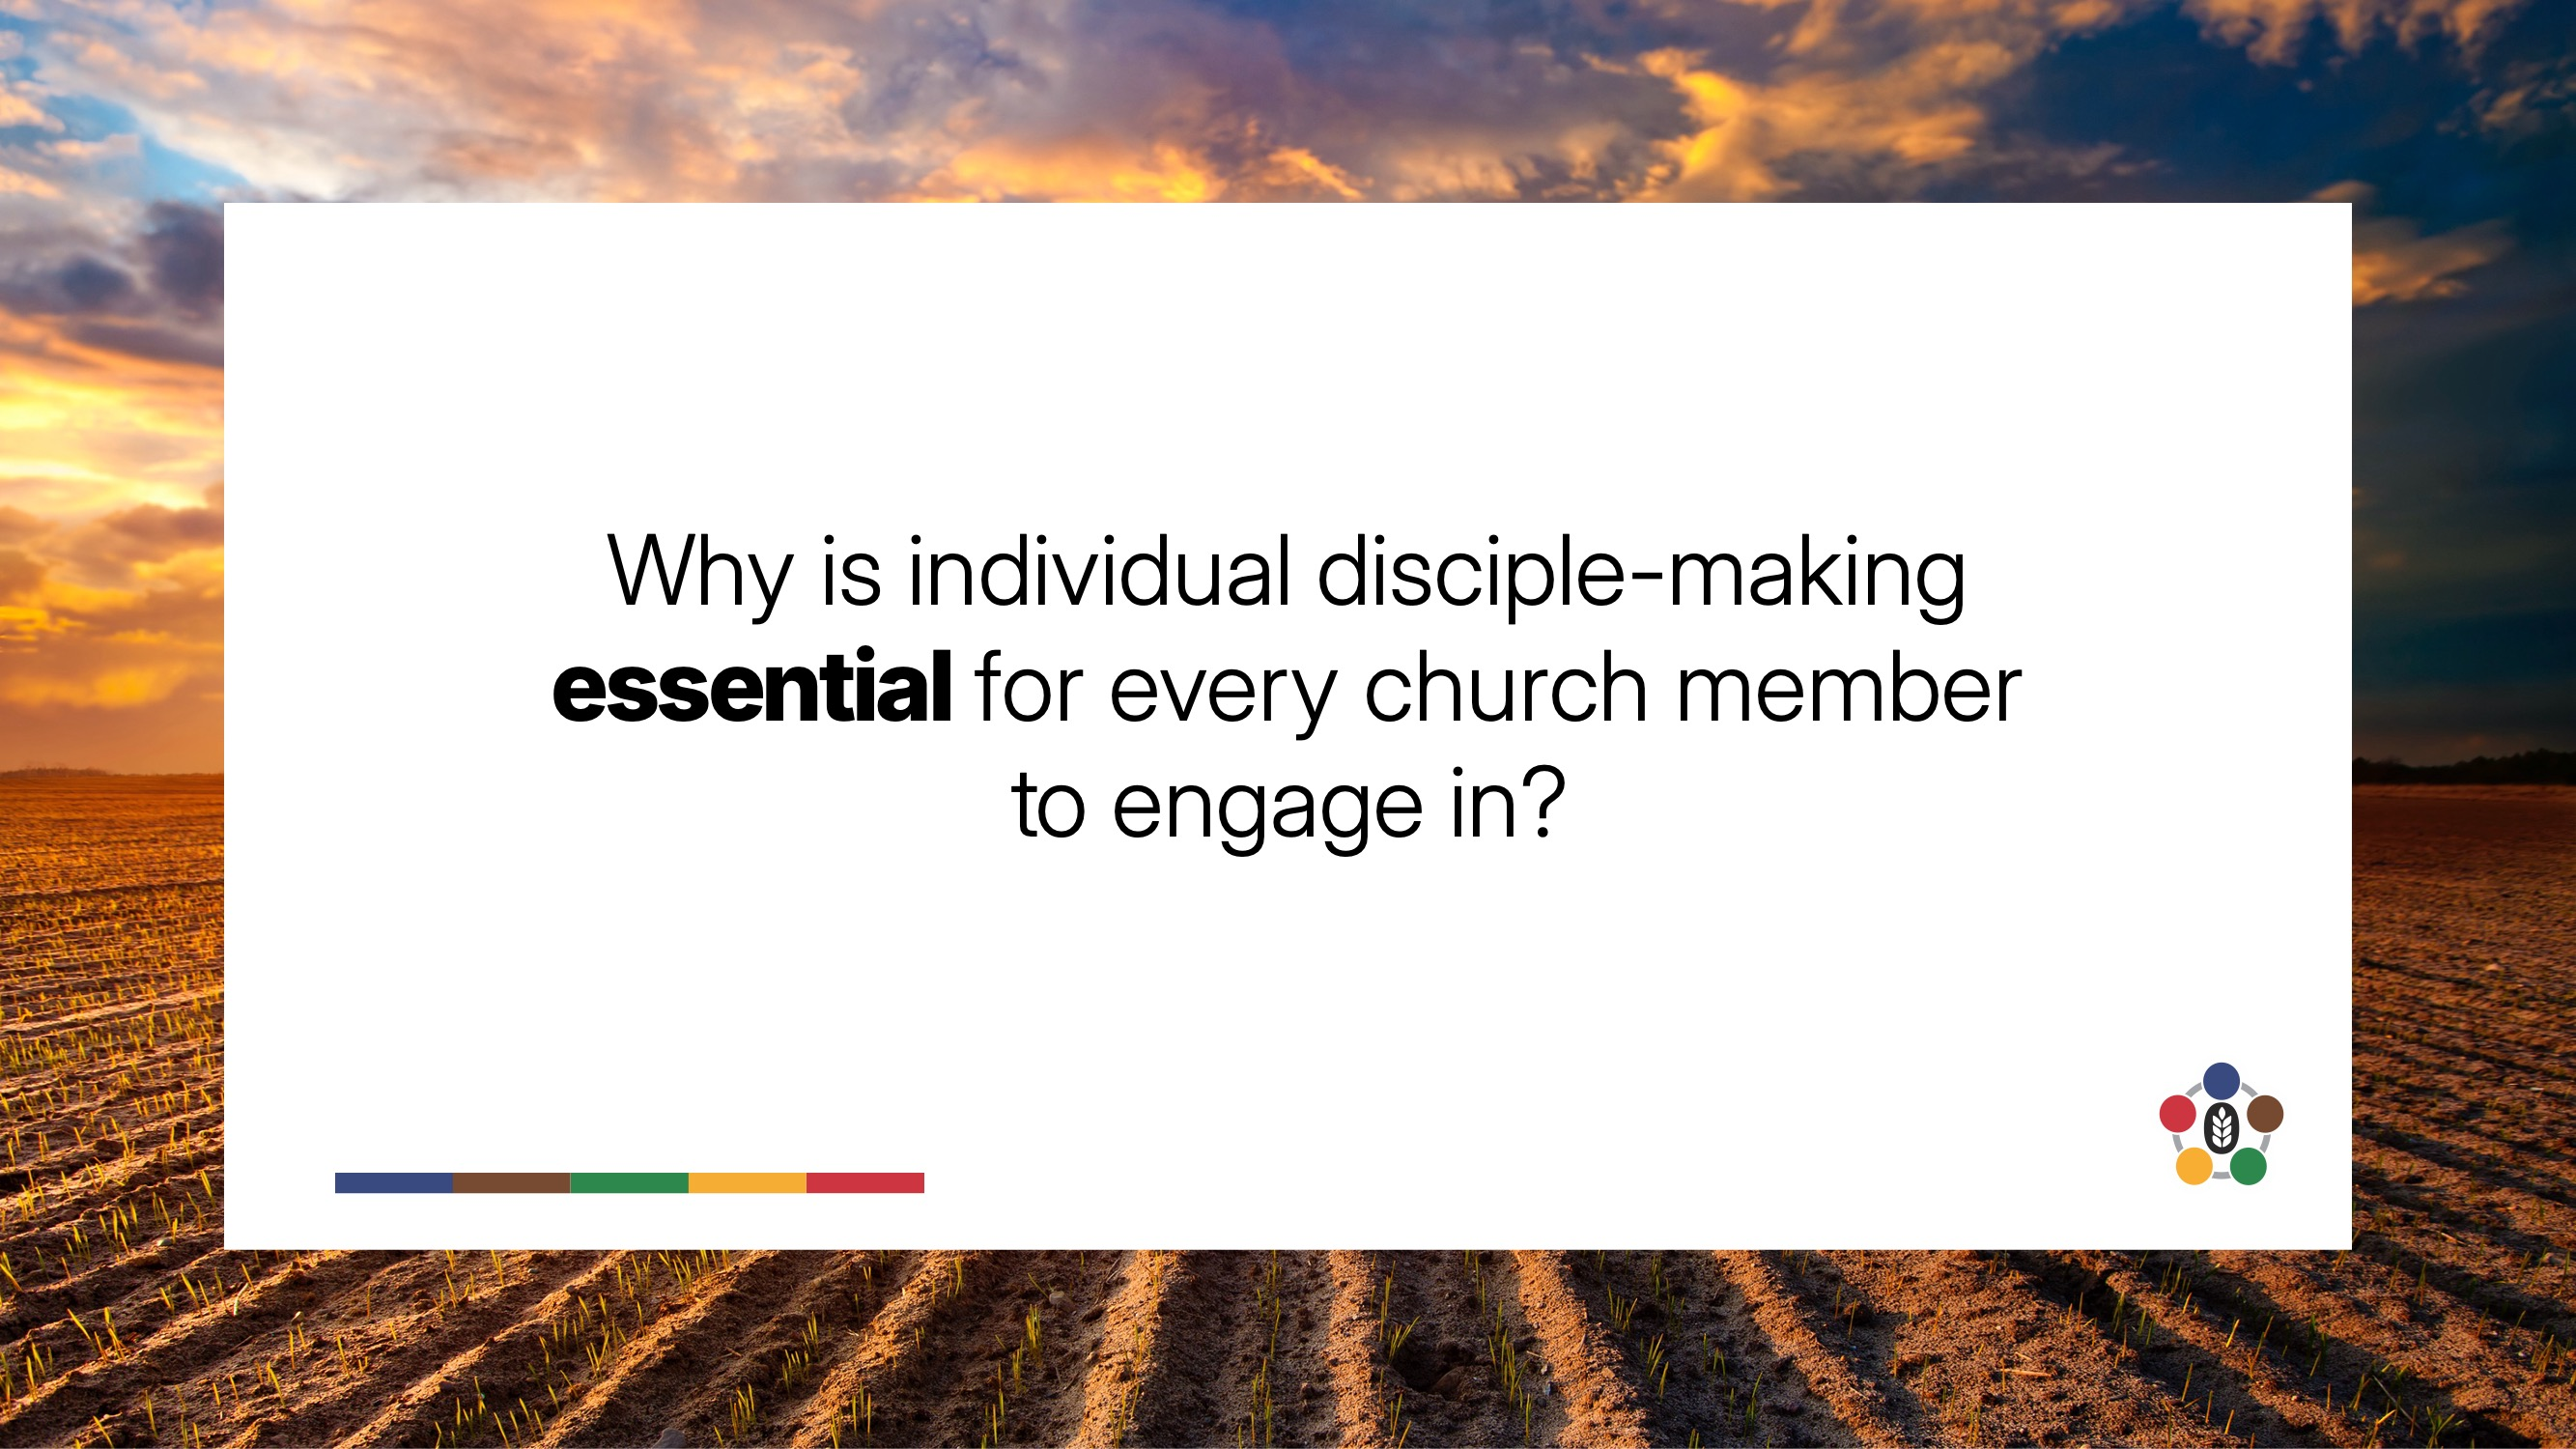 Why is individual disciple-making
essential for every church member
to engage in?